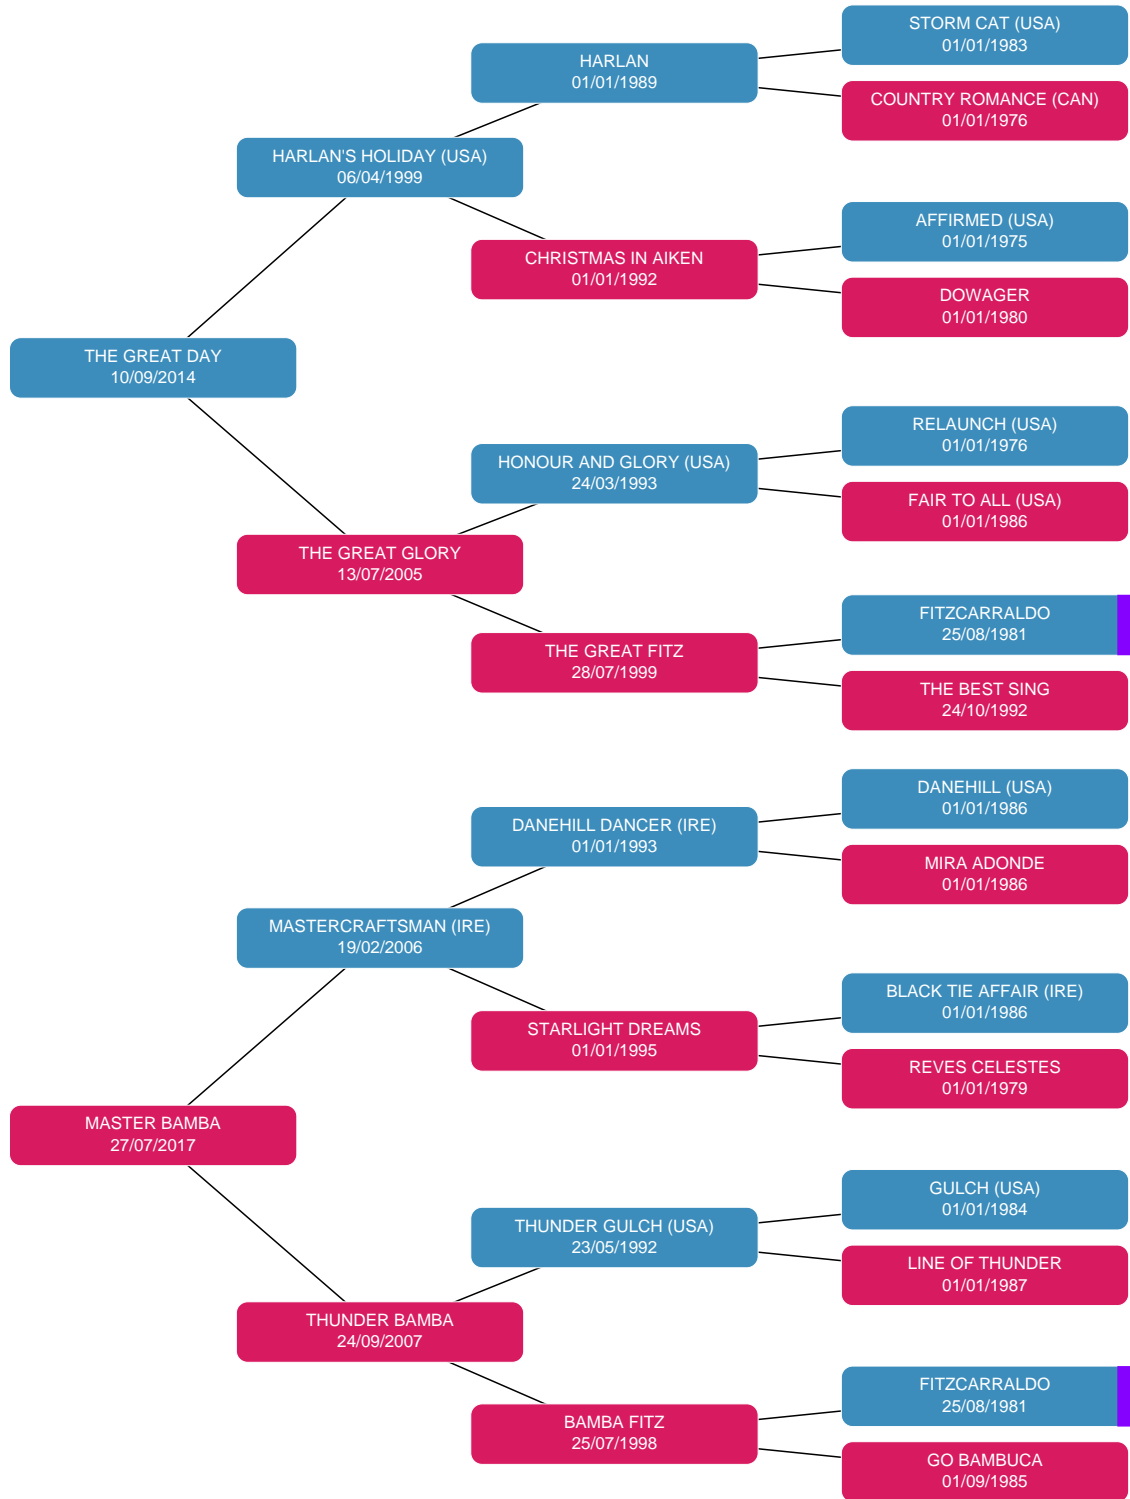 STORM CAT (USA)
01/01/1983
HARLAN
01/01/1989
COUNTRY ROMANCE (CAN)
01/01/1976
HARLAN'S HOLIDAY (USA)
06/04/1999
AFFIRMED (USA)
01/01/1975
CHRISTMAS IN AIKEN
01/01/1992
DOWAGER
01/01/1980
THE GREAT DAY
10/09/2014
RELAUNCH (USA)
01/01/1976
HONOUR AND GLORY (USA)
24/03/1993
FAIR TO ALL (USA)
01/01/1986
THE GREAT GLORY
13/07/2005
FITZCARRALDO
25/08/1981
THE GREAT FITZ
28/07/1999
THE BEST SING
24/10/1992
DANEHILL (USA)
01/01/1986
DANEHILL DANCER (IRE)
01/01/1993
MIRA ADONDE
01/01/1986
MASTERCRAFTSMAN (IRE)
19/02/2006
BLACK TIE AFFAIR (IRE)
01/01/1986
STARLIGHT DREAMS
01/01/1995
REVES CELESTES
01/01/1979
MASTER BAMBA
27/07/2017
GULCH (USA)
01/01/1984
THUNDER GULCH (USA)
23/05/1992
LINE OF THUNDER
01/01/1987
THUNDER BAMBA
24/09/2007
FITZCARRALDO
25/08/1981
BAMBA FITZ
25/07/1998
GO BAMBUCA
01/09/1985